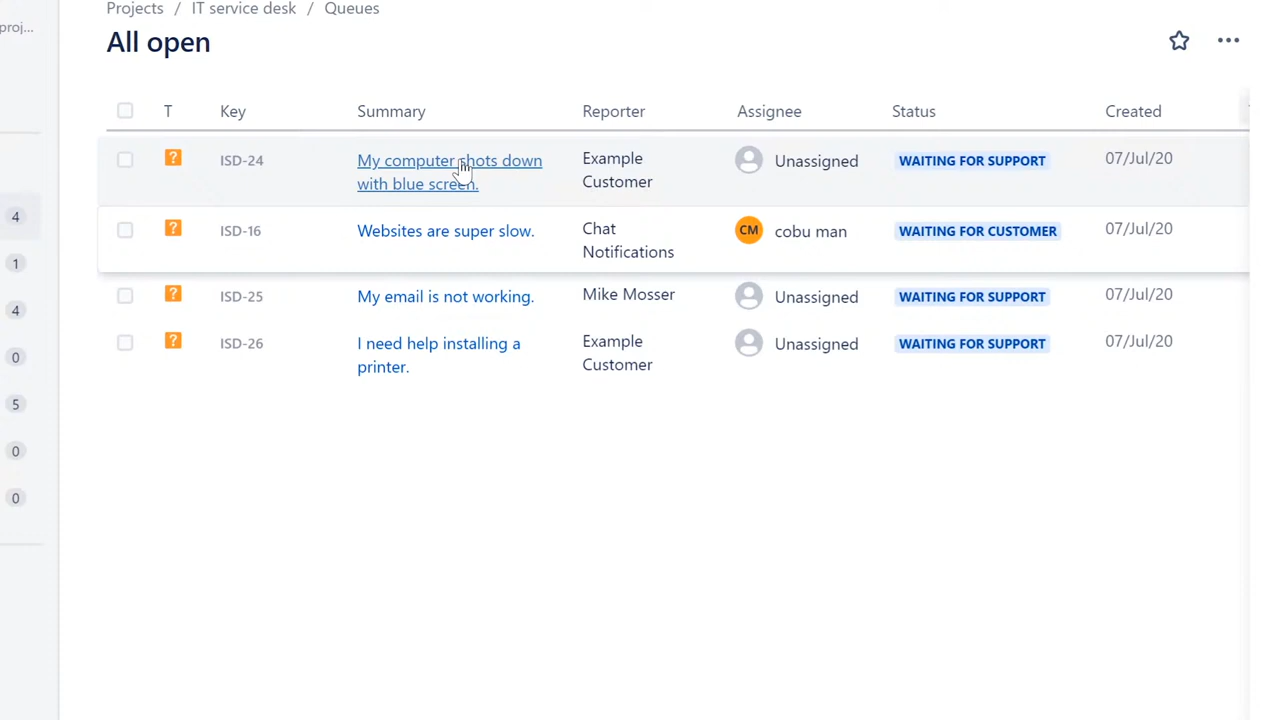 Projects / IT service desk / Queues
proj...
All open
T Key Summary Reporter Assignee Status Created
ISD-24 My computer shots down Example Unassigned WAITING FOR SUPPORT 07/Jul/20
with blue screen. Customer
4
ISD-16 Websites are super slow. Chat CM cobu man WAITING FOR CUSTOMER 07/Jul/20
Notifications
1
ISD-25 My email is not working. Mike Mosser Unassigned WAITING FOR SUPPORT 07/Jul/20
4
ISD-26 I need help installing a Example Unassigned WAITING FOR SUPPORT 07/Jul/20
printer. Customer
0
5
0
0